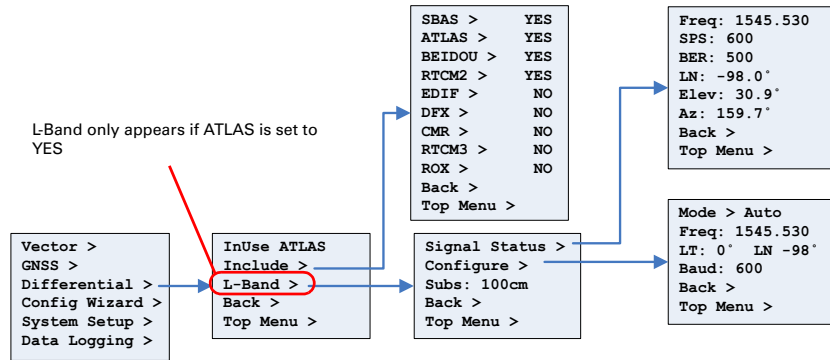 L-Band only appears if ATLAS is set to
YES
Vector >
GNSS >
Differential >
Config Wizard >
System Setup >
Data Logging >
InUse ATLAS
Include >
L-Band >
Back >
Top Menu >
SBAS > YES
ATLAS > YES
BEIDOU > YES
RTCM2 > YES
EDIF > NO
DFX > NO
CMR > NO
RTCM3 > NO
ROX > NO
Back >
Top Menu >
Signal Status >
Configure >
Subs: 100cm
Back >
Top Menu >
Freq: 1545.530
SPS: 600
BER: 500
LN: -98.0°
Elev: 30.9°
Az: 159.7°
Back >
Top Menu >
Mode > Auto
Freq: 1545.530
LT: 0° LN -98°
Baud: 600
Back >
Top Menu >